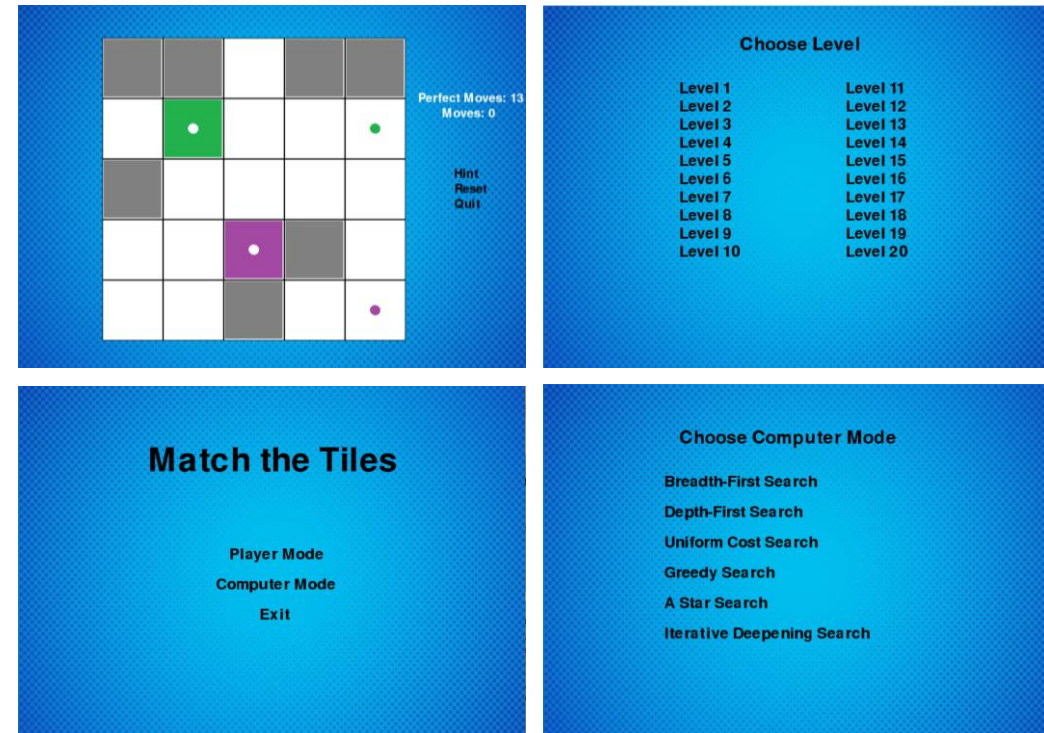 Perfect Moves: 13
Moves: 0
Hint
Reset
Quit
Choose Level
Level 1
Level 2
Level 3
Level 4
Level 5
Level 6
Level 7
Level 8
Level 9
Level 10
Level 11
Level 12
Level 13
Level 14
Level 15
Level 16
Level 17
Level 18
Level 19
Level 20
Match the Tiles
Player Mode
Computer Mode
Exit
Choose Computer Mode
Breadth-First Search
Depth-First Search
Uniform Cost Search
Greedy Search
A Star Search
Iterative Deepening Search